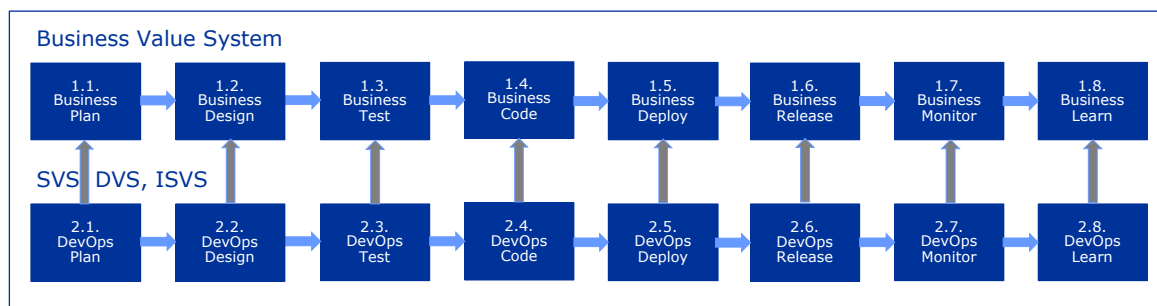 Business Value System
1.1.
Business
Plan
1.2.
Business
Design
1.3.
Business
Test
1.4.
Business
Code
1.5.
Business
Deploy
1.6.
Business
Release
1.7.
Business
Monitor
1.8.
Business
Learn
SVS, DVS, ISVS
2.1.
DevOps
Plan
2.2.
DevOps
Design
2.3.
DevOps
Test
2.4.
DevOps
Code
2.5.
DevOps
Deploy
2.6.
DevOps
Release
2.7.
DevOps
Monitor
2.8.
DevOps
Learn